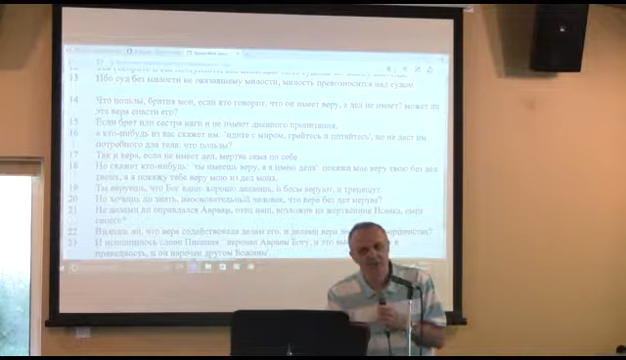 13 Ибо суд без милости не оказавшему милости, милость превозносится над судом
14 Что пользы, братия мои, если кто говорит, что он имеет веру, а дел не имеет? может ли
эта вера спасти его?
15 Если брат или сестра наги и не имеют дневного пропитания,
16 а кто-нибудь из вас скажет им: 'идите с миром, грейтесь и питайтесь', но не даст им
потребного для тела: что пользы?
17 Так и вера, если не имеет дел, мертва сама по себе
18 Но скажет кто-нибудь: 'ты имеешь веру, а я имею дела': покажи мне веру твою без дел
твоих, а я покажу тебе веру мою из дел моих.
19 Ты веруешь, что Бог един: хорошо делаешь, и бесы веруют, и трепещут
20 Но хочешь ли знать, неосновательный человек, что вера без дел мертва?
21 Не делами ли оправдался Авраам, отец наш, возложив на жертвенник Исаака, сына
своего?
22 Видишь ли, что вера содействовала делам его, и делами вера
23 И исполнилось слово Писания: 'веровал Авраам Богу, и это в
праведность, и он наречен другом Божиим'.